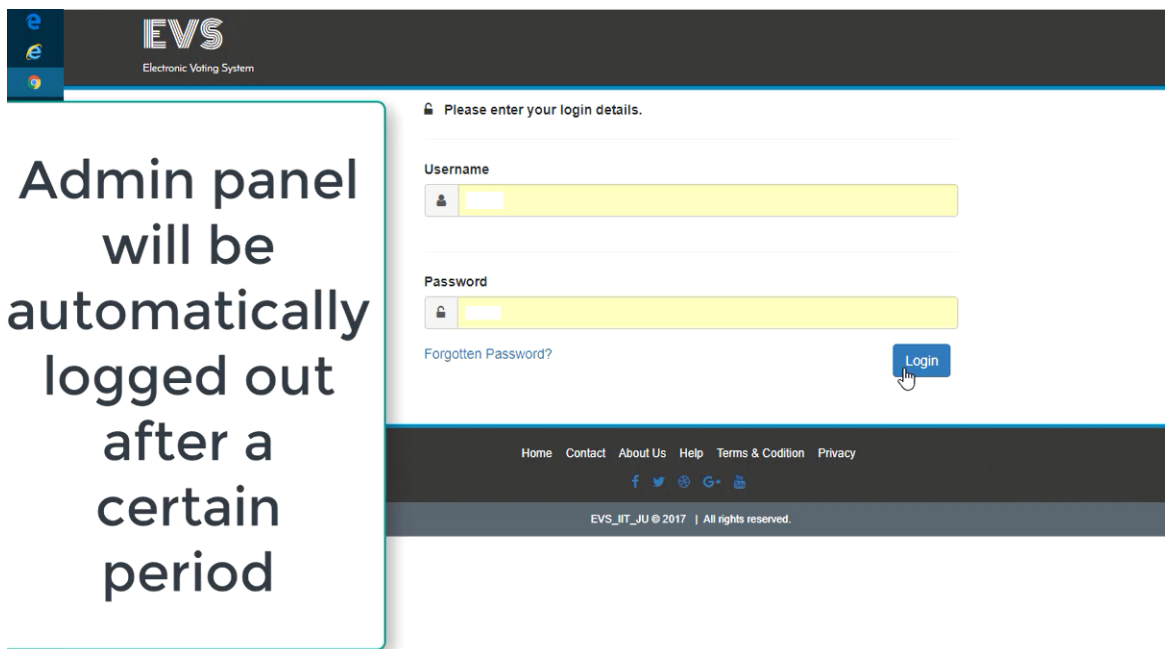 EVS
Electronic Voting System
Please enter your login details.
Username
Password
Forgotten Password?
Login
Admin panel
will be
automatically
logged out
after a
certain
period
Home Contact About Us Help Terms & Codition Privacy
EVS_IIT_JU © 2017 | All rights reserved.